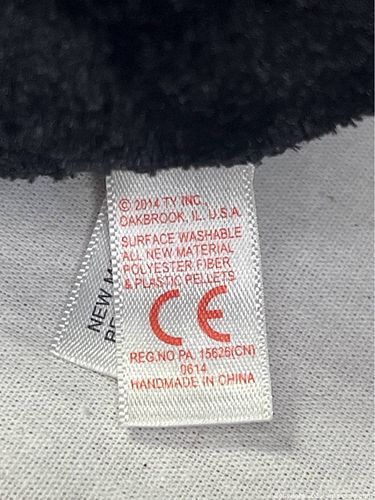 © 2014 TY INC.,
OAKBROOK, IL. U.S.A.
SURFACE WASHABLE
ALL NEW MATERIAL
POLYESTER FIBER
& PLASTIC PELLETS
CE
REG.NO PA. 15626(CN)
0614
HANDMADE IN CHINA
NEW